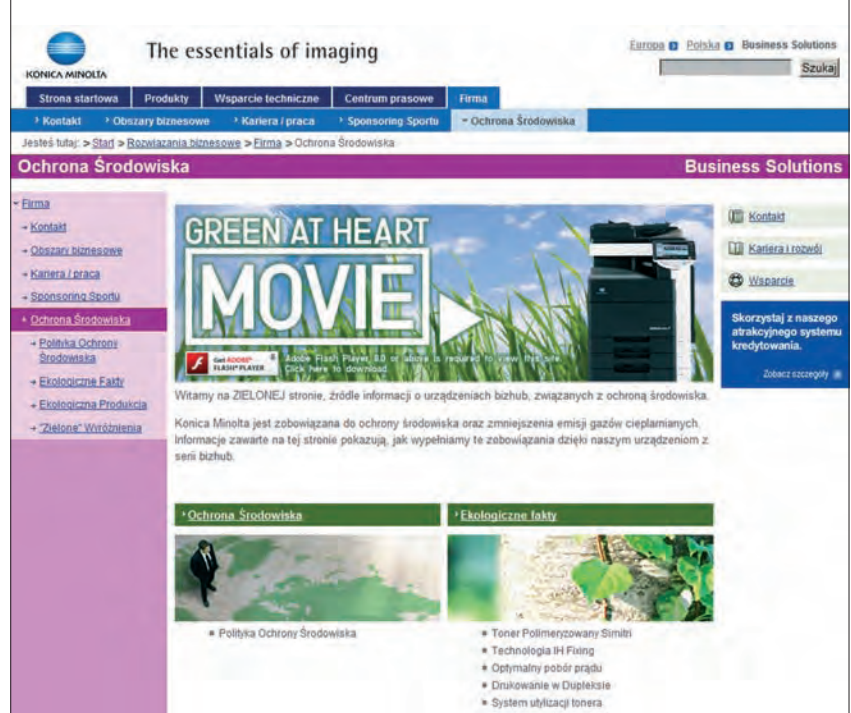 KONICA MINOLTA
The essentials of imaging
Europa Polska Business Solutions
Szukaj
Strona startowa Produkty Wsparcie techniczne Centrum prasowe Firma
Kontakt Obszary biznesowe Kariera / praca Sponsoring Sportu Ochrona Środowiska
Jesteś tutaj: > Start > Rozwiązania biznesowe > Firma > Ochrona Środowiska
Ochrona Środowiska Business Solutions
Firma
Kontakt
Obszary biznesowe
Kariera / praca
Sponsoring Sportu
Ochrona Środowiska
Polityka Ochrony
Środowiska
Ekologiczne Fakty
Ekologiczna Produkcja
"Zielone" Wyróżnienia
GREEN AT HEART
MOVIE
Get ADOBE®
FLASH® PLAYER
Adobe Flash Player 8.0 or above is required to view this site.
Click here to download.
Witamy na ZIELONEJ stronie, źródle informacji o urządzeniach bizhub, związanych z ochroną środowiska.
Konica Minolta jest zobowiązana do ochrony środowiska oraz zmniejszenia emisji gazów cieplarnianych.
Informacje zawarte na tej stronie pokazują, jak wypełniamy te zobowiązania dzięki naszym urządzeniom z
serii bizhub.
Ochrona Środowiska
Polityka Ochrony Środowiska
Ekologiczne fakty
Toner Polimeryzowany Simitri
Technologia IH Fixing
Optymalny pobór prądu
Drukowanie w Dupleksie
System utylizacji tonera
Kontakt
Kariera i rozwój
Wsparcie
Skorzystaj z naszego
atrakcyjnego systemu
kredytowania.
Zobacz szczegóły